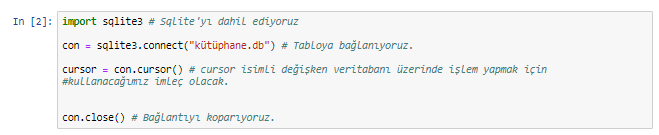 In [2]: import sqlite3 # Sqlite'yı dahil ediyoruz
con = sqlite3.connect("kütüphane.db") # Tabloya bağlanıyoruz.
cursor = con.cursor() # cursor isimli değişken veritabanı üzerinde işlem yapmak için
#kullanacağımız imleç olacak.
con.close() # Bağlantıyı koparıyoruz.